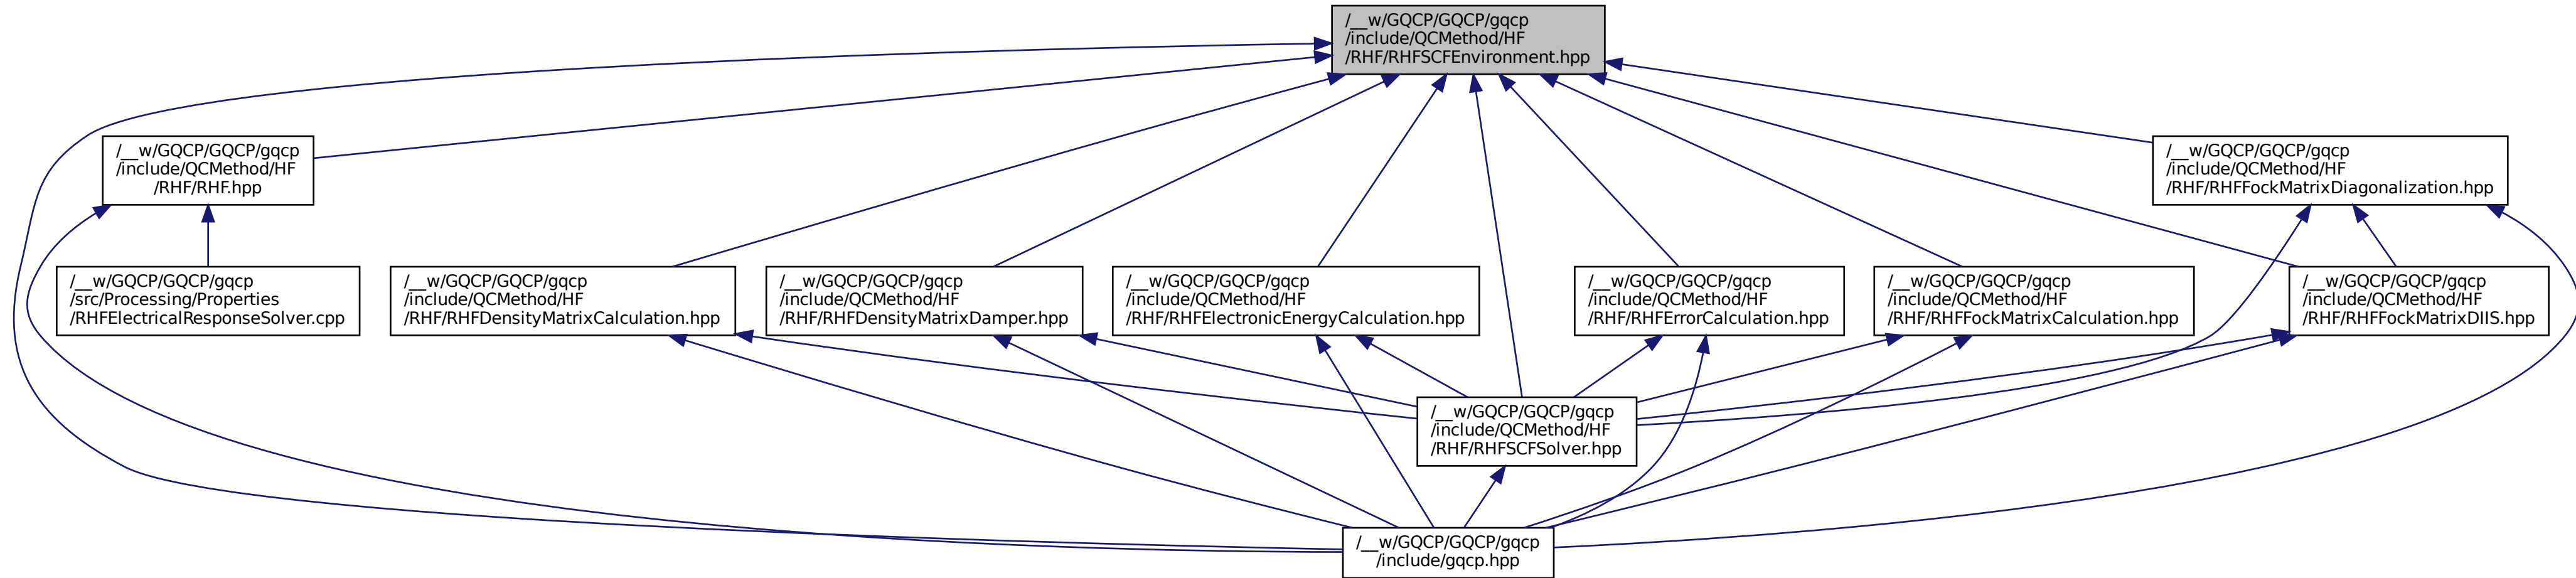 /__w/GQCP/GQCP/gqcp
/include/QCMethod/HF
/RHF/RHFSCFEnvironment.hpp
/__w/GQCP/GQCP/gqcp
/include/QCMethod/HF
/RHF/RHF.hpp
/__w/GQCP/GQCP/gqcp
/include/QCMethod/HF
/RHF/RHFFockMatrixDiagonalization.hpp
/__w/GQCP/GQCP/gqcp
/src/Processing/Properties
/RHFElectricalResponseSolver.cpp
/__w/GQCP/GQCP/gqcp
/include/QCMethod/HF
/RHF/RHFDensityMatrixCalculation.hpp
/__w/GQCP/GQCP/gqcp
/include/QCMethod/HF
/RHF/RHFDensityMatrixDamper.hpp
/__w/GQCP/GQCP/gqcp
/include/QCMethod/HF
/RHF/RHFElectronicEnergyCalculation.hpp
/__w/GQCP/GQCP/gqcp
/include/QCMethod/HF
/RHF/RHFErrorCalculation.hpp
/__w/GQCP/GQCP/gqcp
/include/QCMethod/HF
/RHF/RHFFockMatrixCalculation.hpp
/__w/GQCP/GQCP/gqcp
/include/QCMethod/HF
/RHF/RHFFockMatrixDIIS.hpp
/__w/GQCP/GQCP/gqcp
/include/QCMethod/HF
/RHF/RHFSCFSolver.hpp
/__w/GQCP/GQCP/gqcp
/include/gqcp.hpp